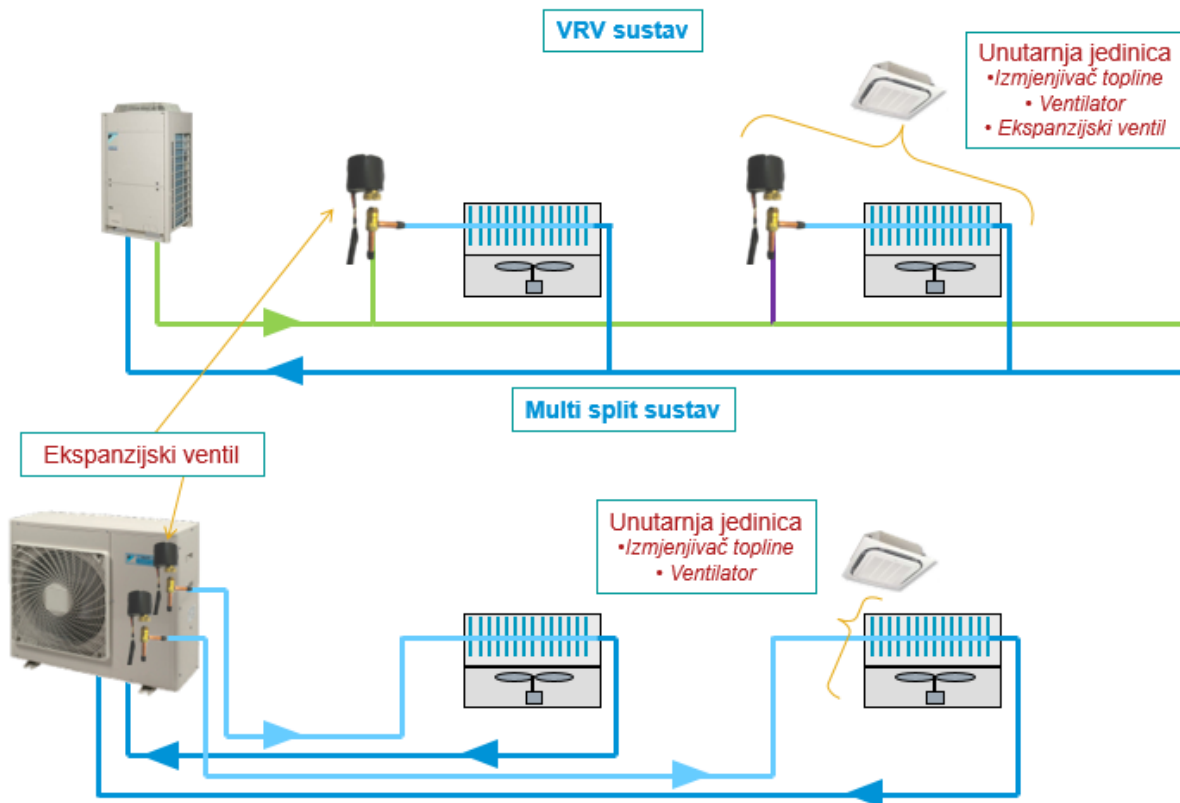 VRV sustav
Unutarnja jedinica
•Izmjenjivač topline
• Ventilator
• Ekspanzijski ventil
Multi split sustav
Ekspanzijski ventil
Unutarnja jedinica
•Izmjenjivač topline
• Ventilator